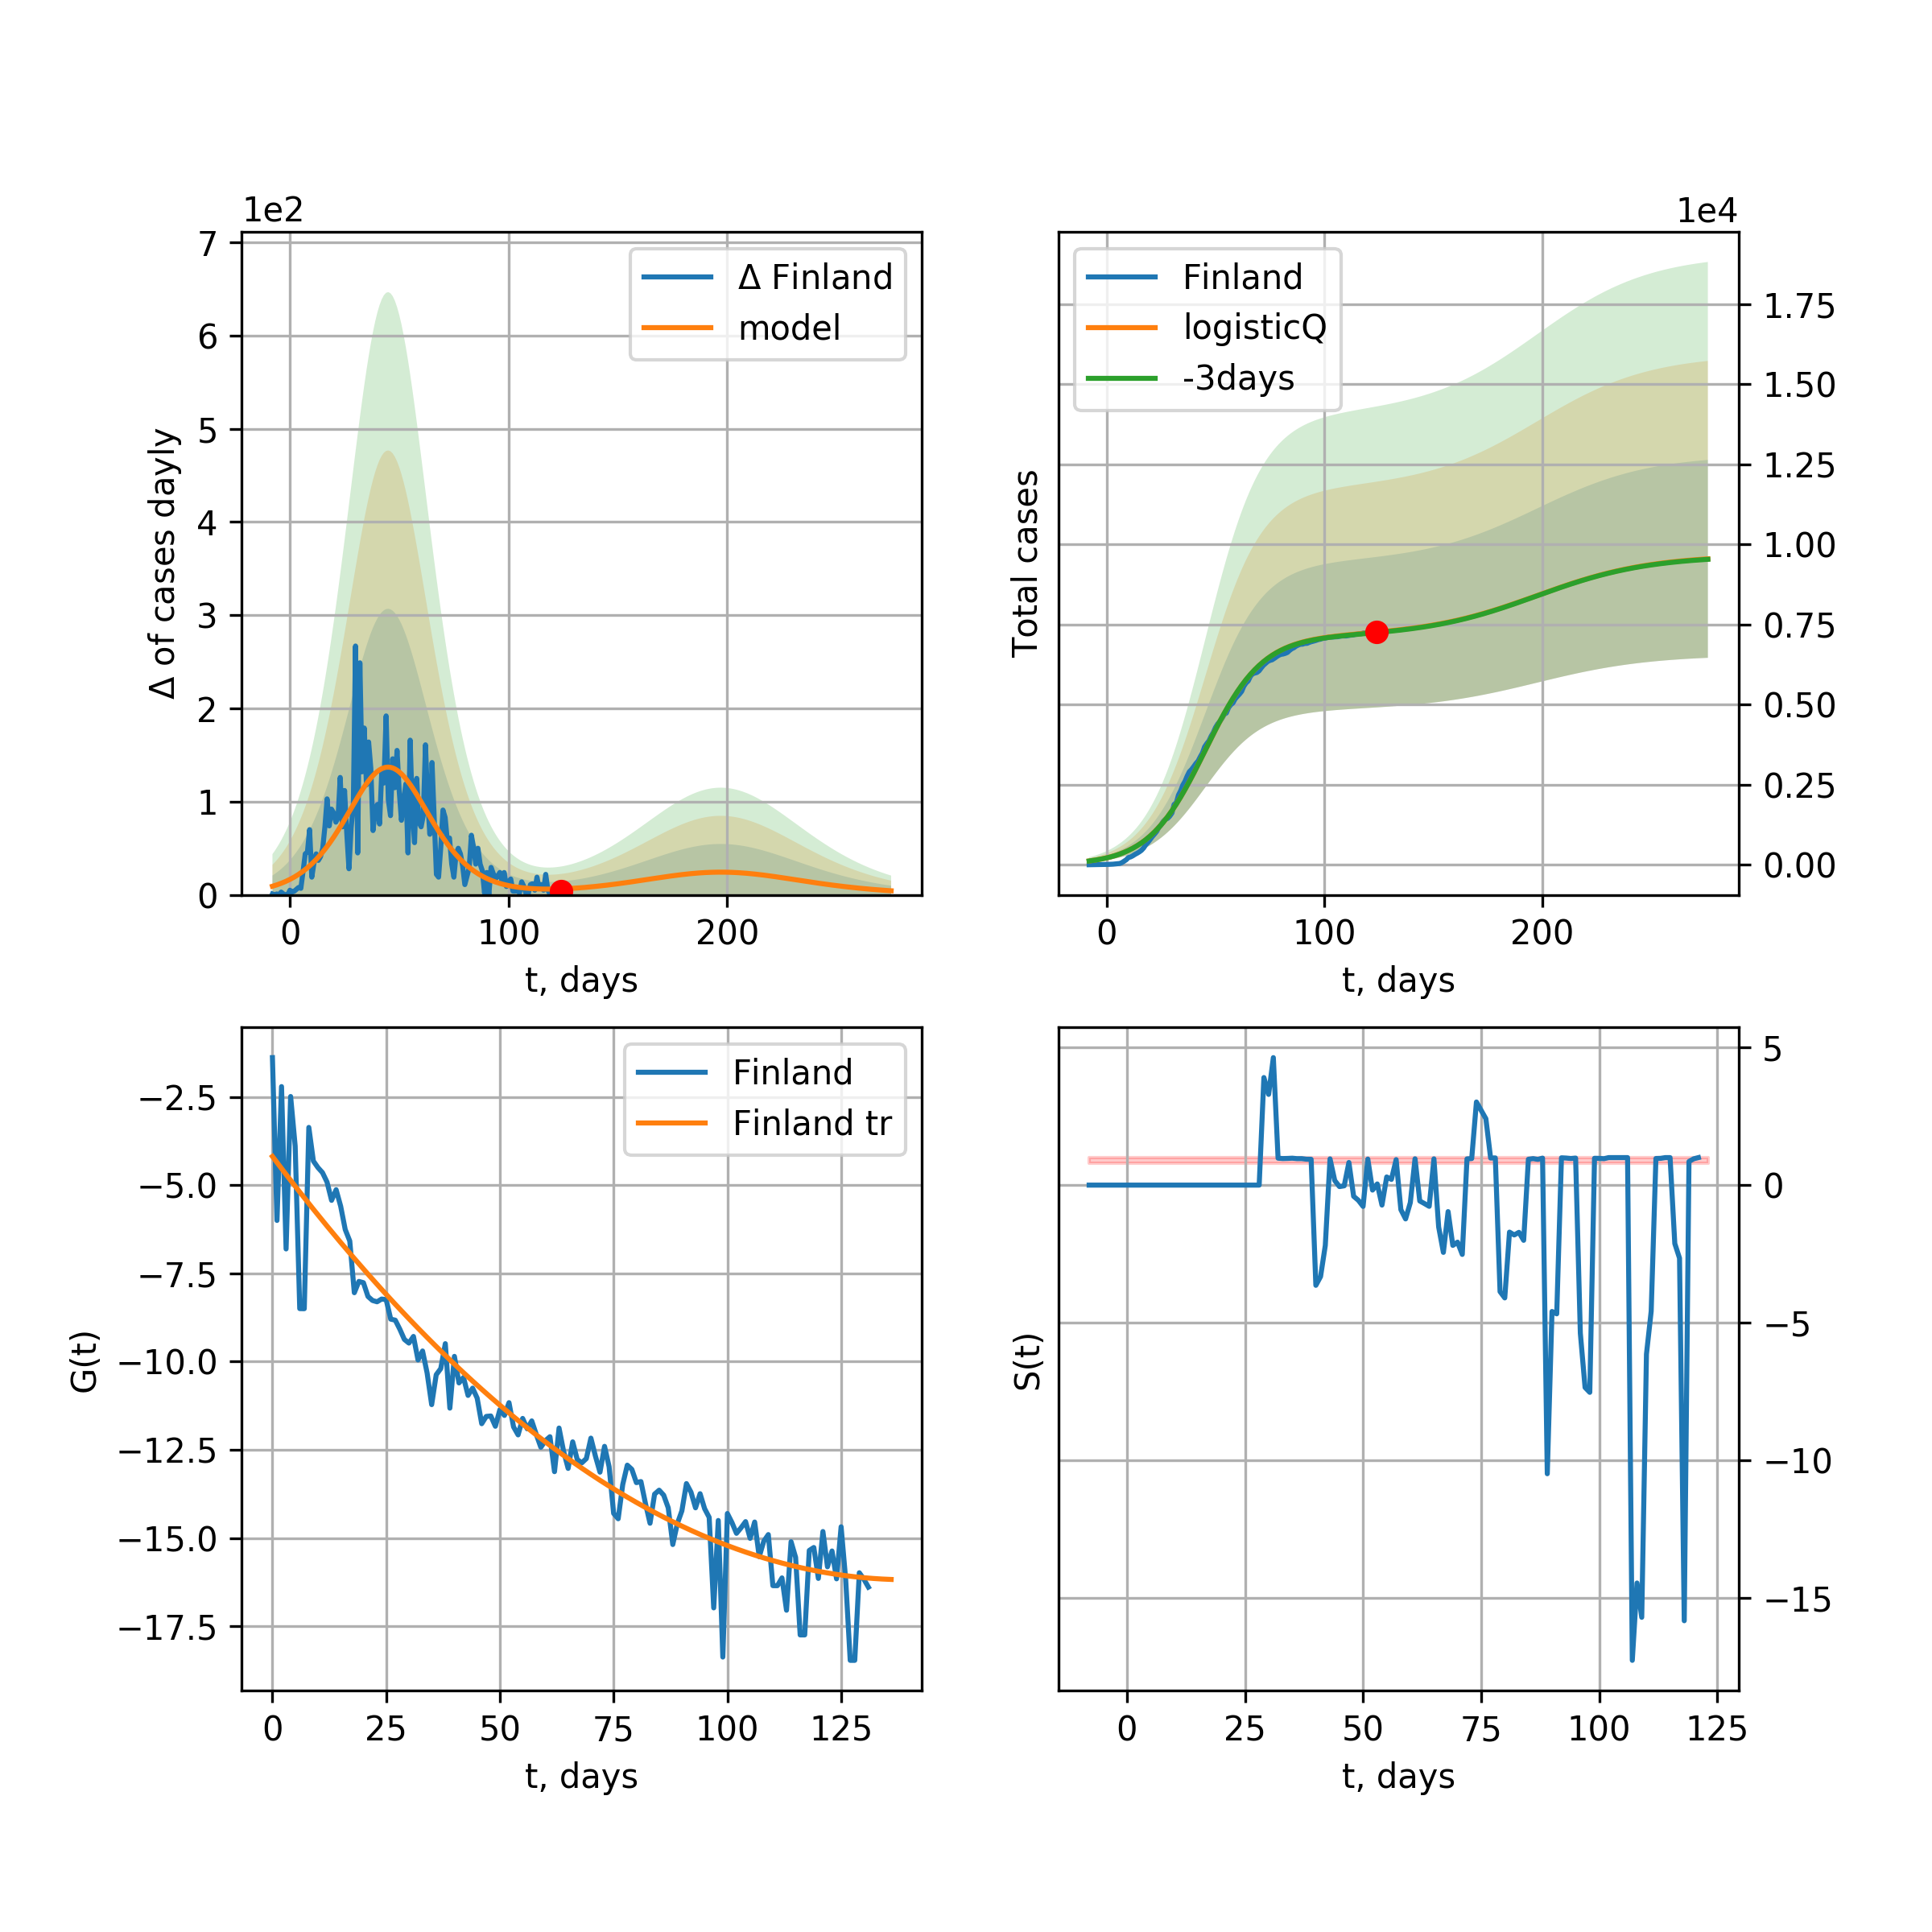 1e2
7
6
5
4
3
2
1
0
Δ of cases dayly
Δ Finland
model
0 100 200
t, days
1e4
Finland
logisticQ
-3days
Total cases
1.75
1.50
1.25
1.00
0.75
0.50
0.25
0.00
0 100 200
t, days
−2.5
−5.0
−7.5
−10.0
−12.5
−15.0
−17.5
G(t)
Finland
Finland tr
0 25 50 75 100 125
t, days
S(t)
5
0
−5
−10
−15
0 25 50 75 100 125
t, days